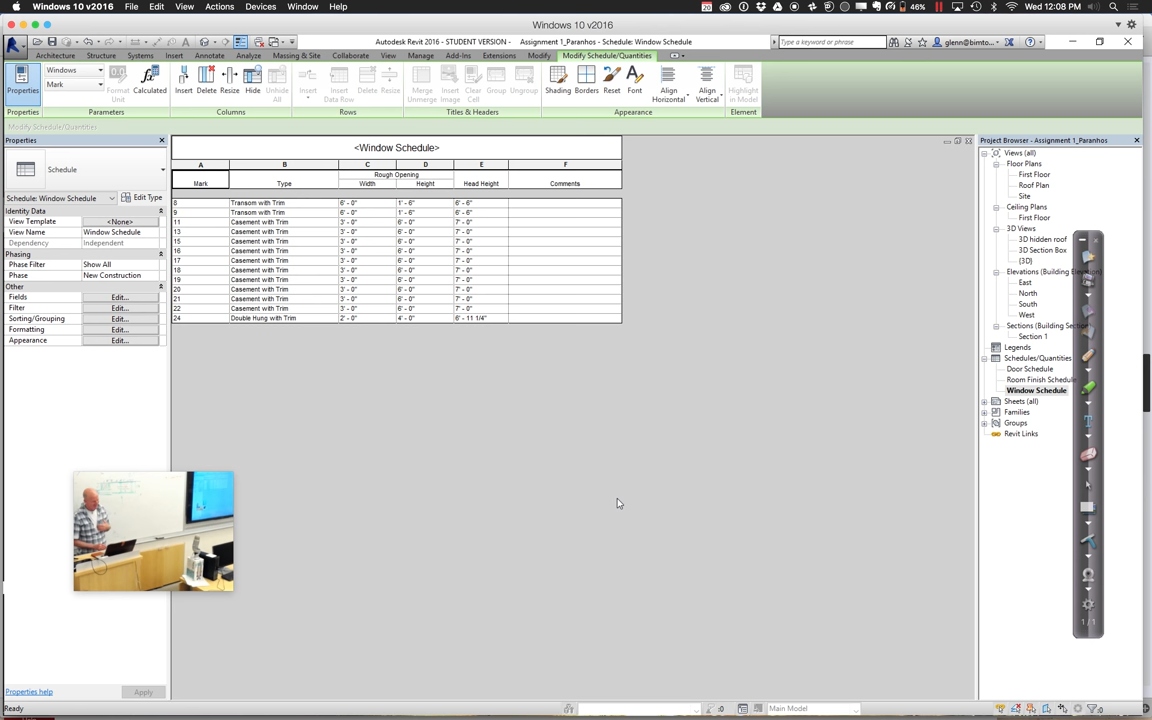 Windows 10 v2016 File Edit View Actions Devices Window Help 46% Wed 12:08 PM
Windows 10 v2016
Autodesk Revit 2016 - STUDENT VERSION - Assignment 1_Paranhos - Schedule: Window Schedule
Type a keyword or phrase
glenn@bimto...
Architecture Structure Systems Insert Annotate Analyze Massing & Site Collaborate View Manage Add-Ins Extensions Modify Modify Schedule/Quantities
Windows
Mark
Properties Format Unit Calculated Insert Delete Resize Hide Unhide All Insert Insert Data Row Delete Resize Merge Unmerge Insert Image Clear Cell Group Ungroup Shading Borders Reset Font Align Horizontal Align Vertical Highlight in Model
Properties Parameters Columns Rows Titles & Headers Appearance Element
Modify Schedule/Quantities
Properties
Schedule
Schedule: Window Schedule Edit Type
Identity Data
View Template <None>
View Name Window Schedule
Dependency Independent
Phasing
Phase Filter Show All
Phase New Construction
Other
Fields Edit...
Filter Edit...
Sorting/Grouping Edit...
Formatting Edit...
Appearance Edit...
Properties help Apply
<Window Schedule>
A B C D E F
Rough Opening
Mark Type Width Height Head Height Comments
8 Transom with Trim 6' - 0" 1' - 6" 6' - 6"
9 Transom with Trim 6' - 0" 1' - 6" 6' - 6"
11 Casement with Trim 3' - 0" 6' - 0" 7' - 0"
13 Casement with Trim 3' - 0" 6' - 0" 7' - 0"
15 Casement with Trim 3' - 0" 6' - 0" 7' - 0"
16 Casement with Trim 3' - 0" 6' - 0" 7' - 0"
17 Casement with Trim 3' - 0" 6' - 0" 7' - 0"
18 Casement with Trim 3' - 0" 6' - 0" 7' - 0"
19 Casement with Trim 3' - 0" 6' - 0" 7' - 0"
20 Casement with Trim 3' - 0" 6' - 0" 7' - 0"
21 Casement with Trim 3' - 0" 6' - 0" 7' - 0"
22 Casement with Trim 3' - 0" 6' - 0" 7' - 0"
24 Double Hung with Trim 2' - 0" 4' - 0" 6' - 11 1/4"
Project Browser - Assignment 1_Paranhos
Views (all)
Floor Plans
First Floor
Roof Plan
Site
Ceiling Plans
First Floor
3D Views
3D hidden roof
3D Section Box
{3D}
Elevations (Building Elevation)
East
North
South
West
Sections (Building Section)
Section 1
Legends
Schedules/Quantities
Door Schedule
Room Finish Schedule
Window Schedule
Sheets (all)
Families
Groups
Revit Links
1 / 1
Ready :0 Main Model :0